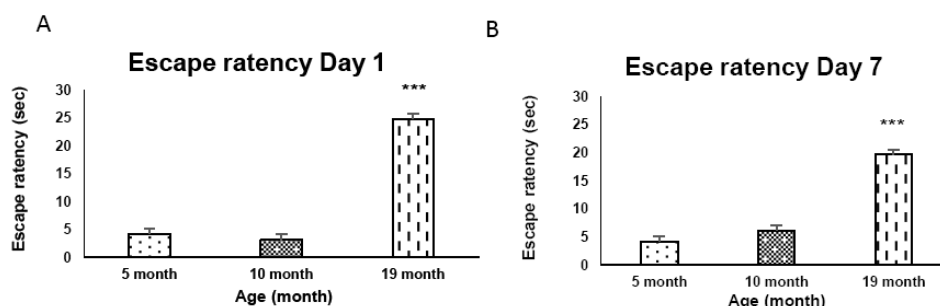 A
Escape ratency Day 1
***
Escape ratency (sec)
30
25
20
15
10
5
0
5 month
10 month
19 month
Age (month)
B
Escape ratency Day 7
***
Escape ratency (sec)
30
25
20
15
10
5
0
5 month
10 month
19 month
Age (month)